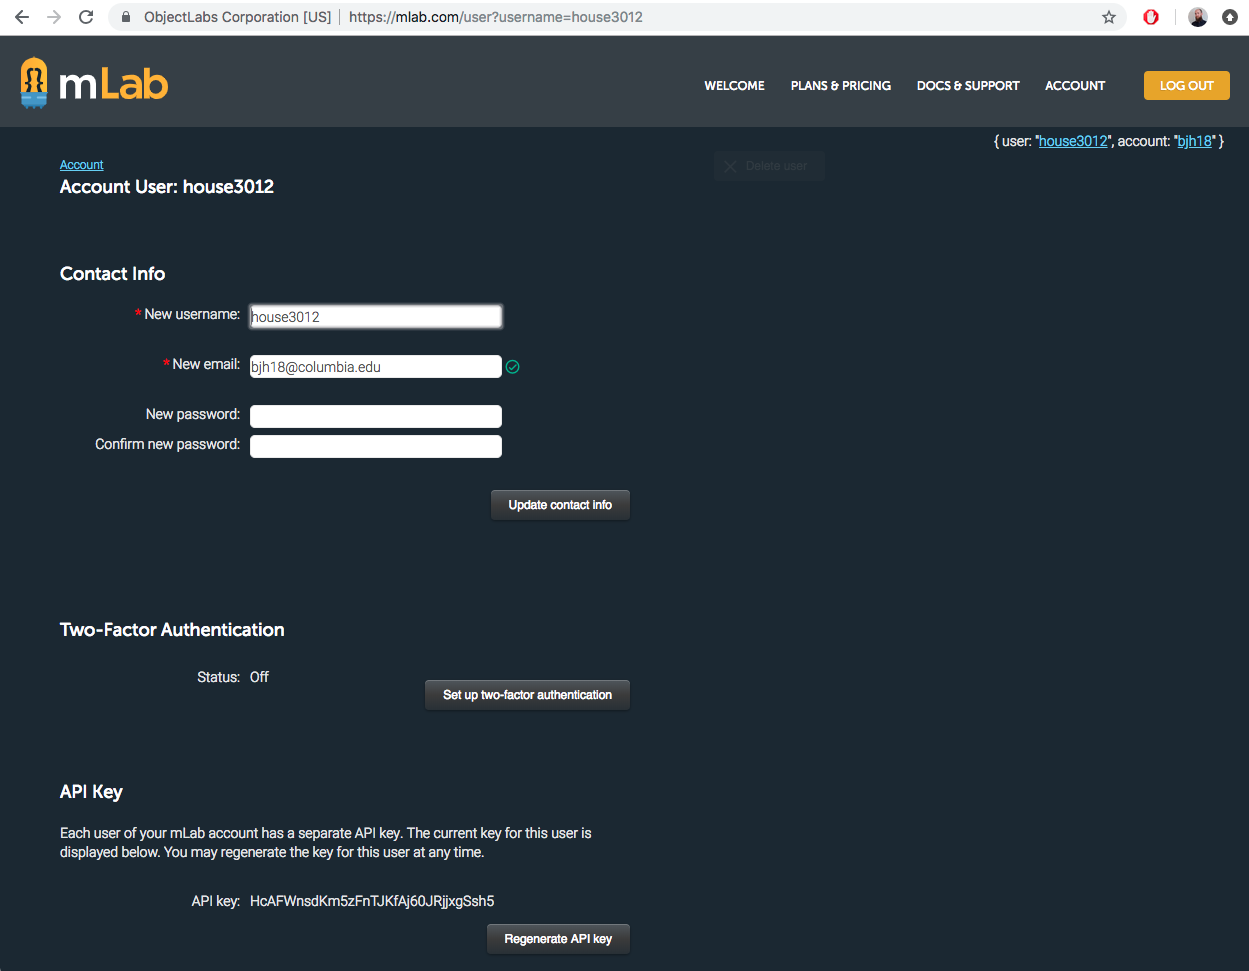 ObjectLabs Corporation [US] | https://mlab.com/user?username=house3012
mLab
WELCOME PLANS & PRICING DOCS & SUPPORT ACCOUNT LOG OUT
{ user: "house3012", account: "bjh18" }
Account
Delete user
Account User: house3012
Contact Info
* New username: house3012
* New email: bjh18@columbia.edu
New password:
Confirm new password:
Update contact info
Two-Factor Authentication
Status: Off
Set up two-factor authentication
API Key
Each user of your mLab account has a separate API key. The current key for this user is
displayed below. You may regenerate the key for this user at any time.
API key: HcAFWnsdKm5zFnTJKfAj60JRjjxgSsh5
Regenerate API key